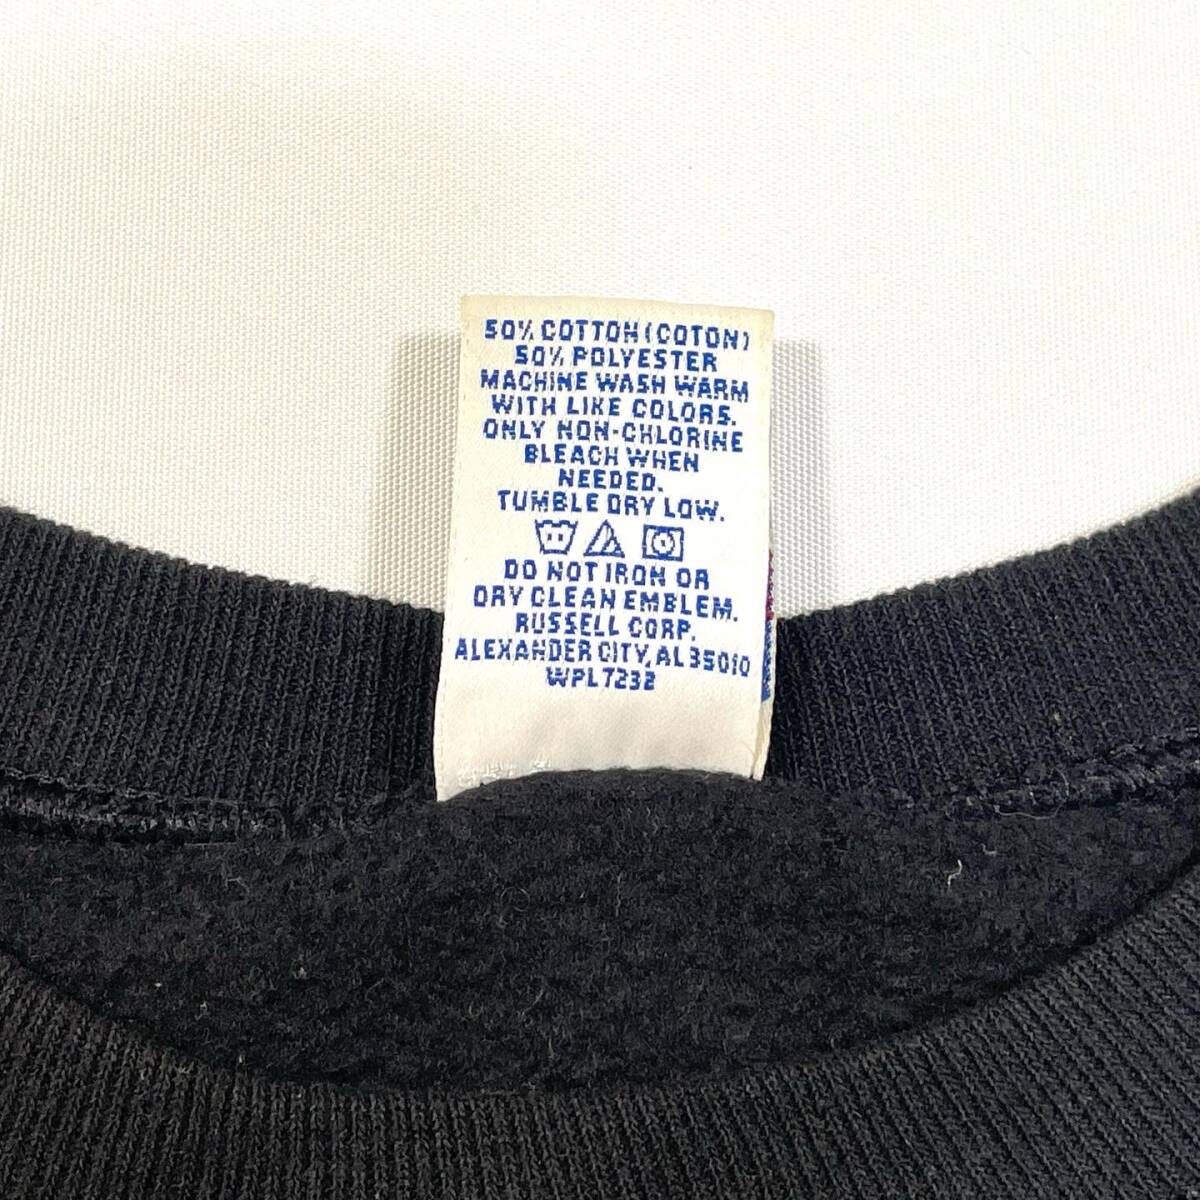 50% COTTON (COTON)
50% POLYESTER
MACHINE WASH WARM
WITH LIKE COLORS.
ONLY NON-CHLORINE
BLEACH WHEN
NEEDED.
TUMBLE DRY LOW.
DO NOT IRON OR
DRY CLEAN EMBLEM.
RUSSELL CORP.
ALEXANDER CITY, AL 35010
WPL7232